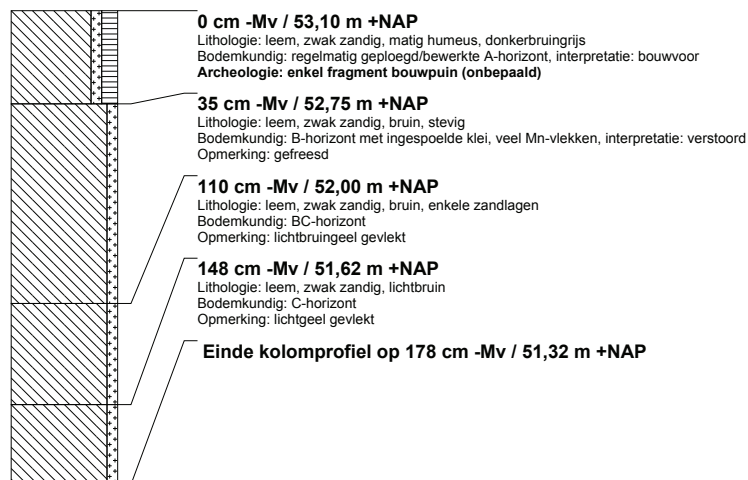 0 cm -Mv / 53,10 m +NAP
Lithologie: leem, zwak zandig, matig humeus, donkerbruingrijs
Bodemkundig: regelmatig geploegd/bewerkte A-horizont, interpretatie: bouwvoor
Archeologie: enkel fragment bouwpuin (onbepaald)
35 cm -Mv / 52,75 m +NAP
Lithologie: leem, zwak zandig, bruin, stevig
Bodemkundig: B-horizont met ingespoelde klei, veel Mn-vlekken, interpretatie: verstoord
Opmerking: gefreesd
110 cm -Mv / 52,00 m +NAP
Lithologie: leem, zwak zandig, bruin, enkele zandlagen
Bodemkundig: BC-horizont
Opmerking: lichtbruingeel gevlekt
148 cm -Mv / 51,62 m +NAP
Lithologie: leem, zwak zandig, lichtbruin
Bodemkundig: C-horizont
Opmerking: lichtgeel gevlekt
Einde kolomprofiel op 178 cm -Mv / 51,32 m +NAP